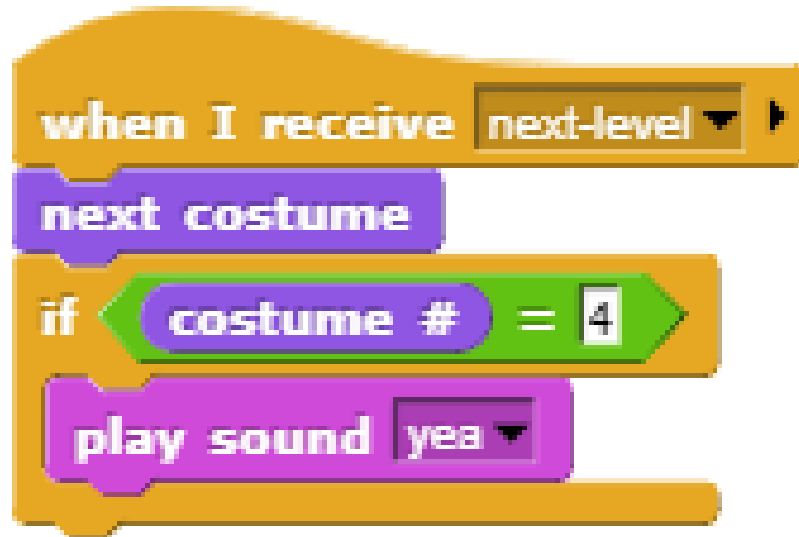 when I receive next-level
next costume
if costume # = 4
play sound yea